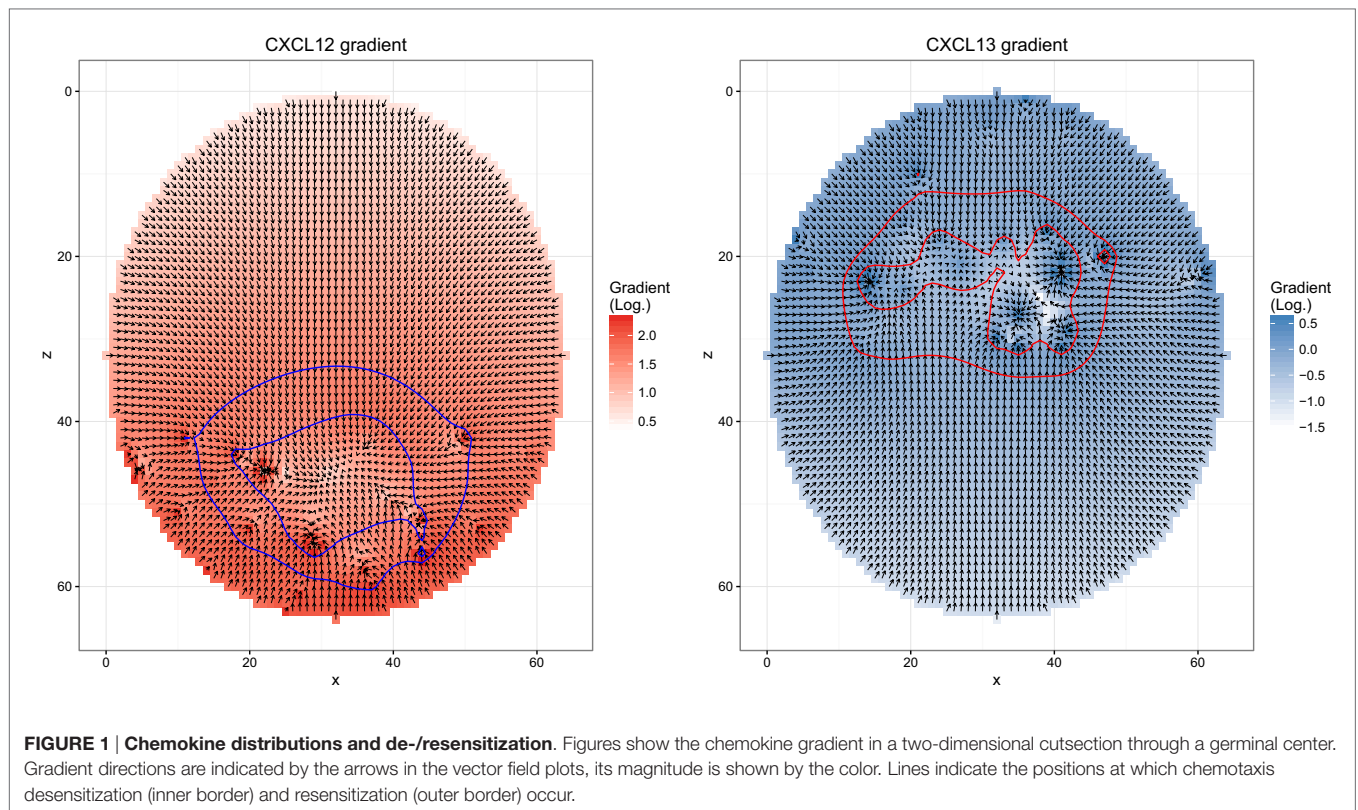 CXCL12 gradient
0
20
40
60
z
0 20 40 60
x
Gradient
(Log.)
2.0
1.5
1.0
0.5
CXCL13 gradient
0
20
40
60
z
0 20 40 60
x
Gradient
(Log.)
0.5
0.0
−0.5
−1.0
−1.5
FIGURE 1 | Chemokine distributions and de-/resensitization. Figures show the chemokine gradient in a two-dimensional cutsection through a germinal center.
Gradient directions are indicated by the arrows in the vector field plots, its magnitude is shown by the color. Lines indicate the positions at which chemotaxis
desensitization (inner border) and resensitization (outer border) occur.